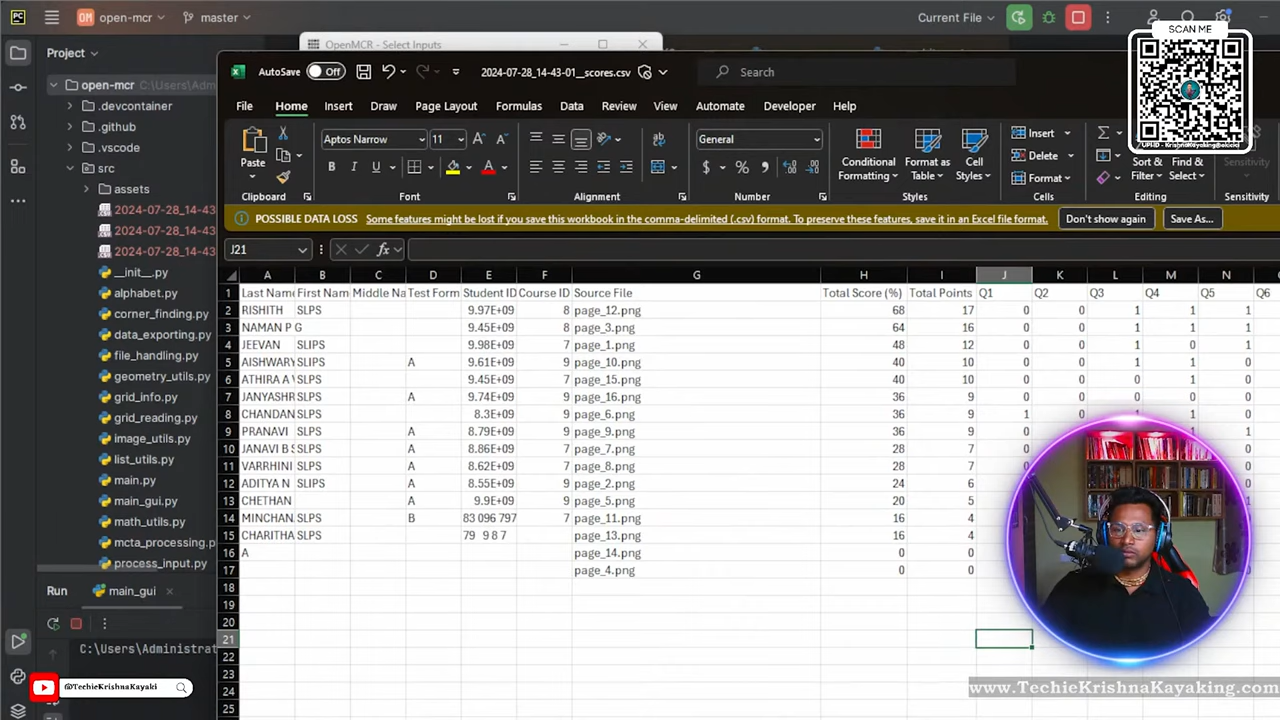 PC open-mcr master Current File
OM
OpenMCR - Select Inputs
SCAN ME
Project
open-mcr C:\Users\Adm
.devcontainer
.github
.vscode
src
assets
2024-07-28_14-43
2024-07-28_14-43
2024-07-28_14-43
__init__.py
alphabet.py
corner_finding.py
data_exporting.py
file_handling.py
geometry_utils.py
grid_info.py
grid_reading.py
image_utils.py
list_utils.py
main.py
main_gui.py
math_utils.py
mcta_processing.py
process_input.py
Run main_gui
C:\Users\Administrat
@TechieKrishnaKayaki
AutoSave Off 2024-07-28_14-43-01__scores.csv Search
File Home Insert Draw Page Layout Formulas Data Review View Automate Developer Help
Paste Aptos Narrow 11 General Conditional Formatting Format as Table Cell Styles Insert Delete Format Sort & Filter Find & Select Sensitivity
Clipboard Font Alignment Number Styles Cells Editing Sensitivity
POSSIBLE DATA LOSS Some features might be lost if you save this workbook in the comma-delimited (.csv) format. To preserve these features, save it in an Excel file format. Don't show again Save As...
J21 fx
A B C D E F G H I J K L M N
1 Last Name First Nam Middle Na Test Form Student ID Course ID Source File Total Score (%) Total Points Q1 Q2 Q3 Q4 Q5 Q6
2 RISHITH SLPS 9.97E+09 8 page_12.png 68 17 0 0 1 1 1
3 NAMAN P G 9.45E+09 8 page_3.png 64 16 0 0 1 1 1
4 JEEVAN SLIPS 9.98E+09 7 page_1.png 48 12 0 0 1 0 1
5 AISHWARY SLIPS A 9.61E+09 9 page_10.png 40 10 0 0 1 1 0
6 ATHIRA A SLPS 9.45E+09 7 page_15.png 40 10 0 0 0 1 0
7 JANYASHR SLPS A 9.74E+09 9 page_16.png 36 9 0 0 0 0 0
8 CHANDAN SLPS 8.3E+09 9 page_6.png 36 9 1 0 1 1 0
9 PRANAVI SLPS A 8.79E+09 9 page_9.png 36 9 0 1 1
10 JANAVI B S SLPS A 8.86E+09 9 page_7.png 28 7 0 0
11 VARRHINI SLPS A 8.62E+09 7 page_8.png 28 7 0 0
12 ADITYA N SLPS A 8.55E+09 9 page_2.png 24 6 0 0
13 CHETHAN A 9.9E+09 9 page_5.png 20 5 0 1
14 MINCHAN SLPS B 83 096 797 7 page_11.png 16 4 0
15 CHARITHA SLPS 79 9 8 7 page_13.png 16 4 0
16 A page_14.png 0 0 0
17 page_4.png 0 0 0
18
19
20
21
22
23
24
25
www.TechieKrishnaKayaking.com